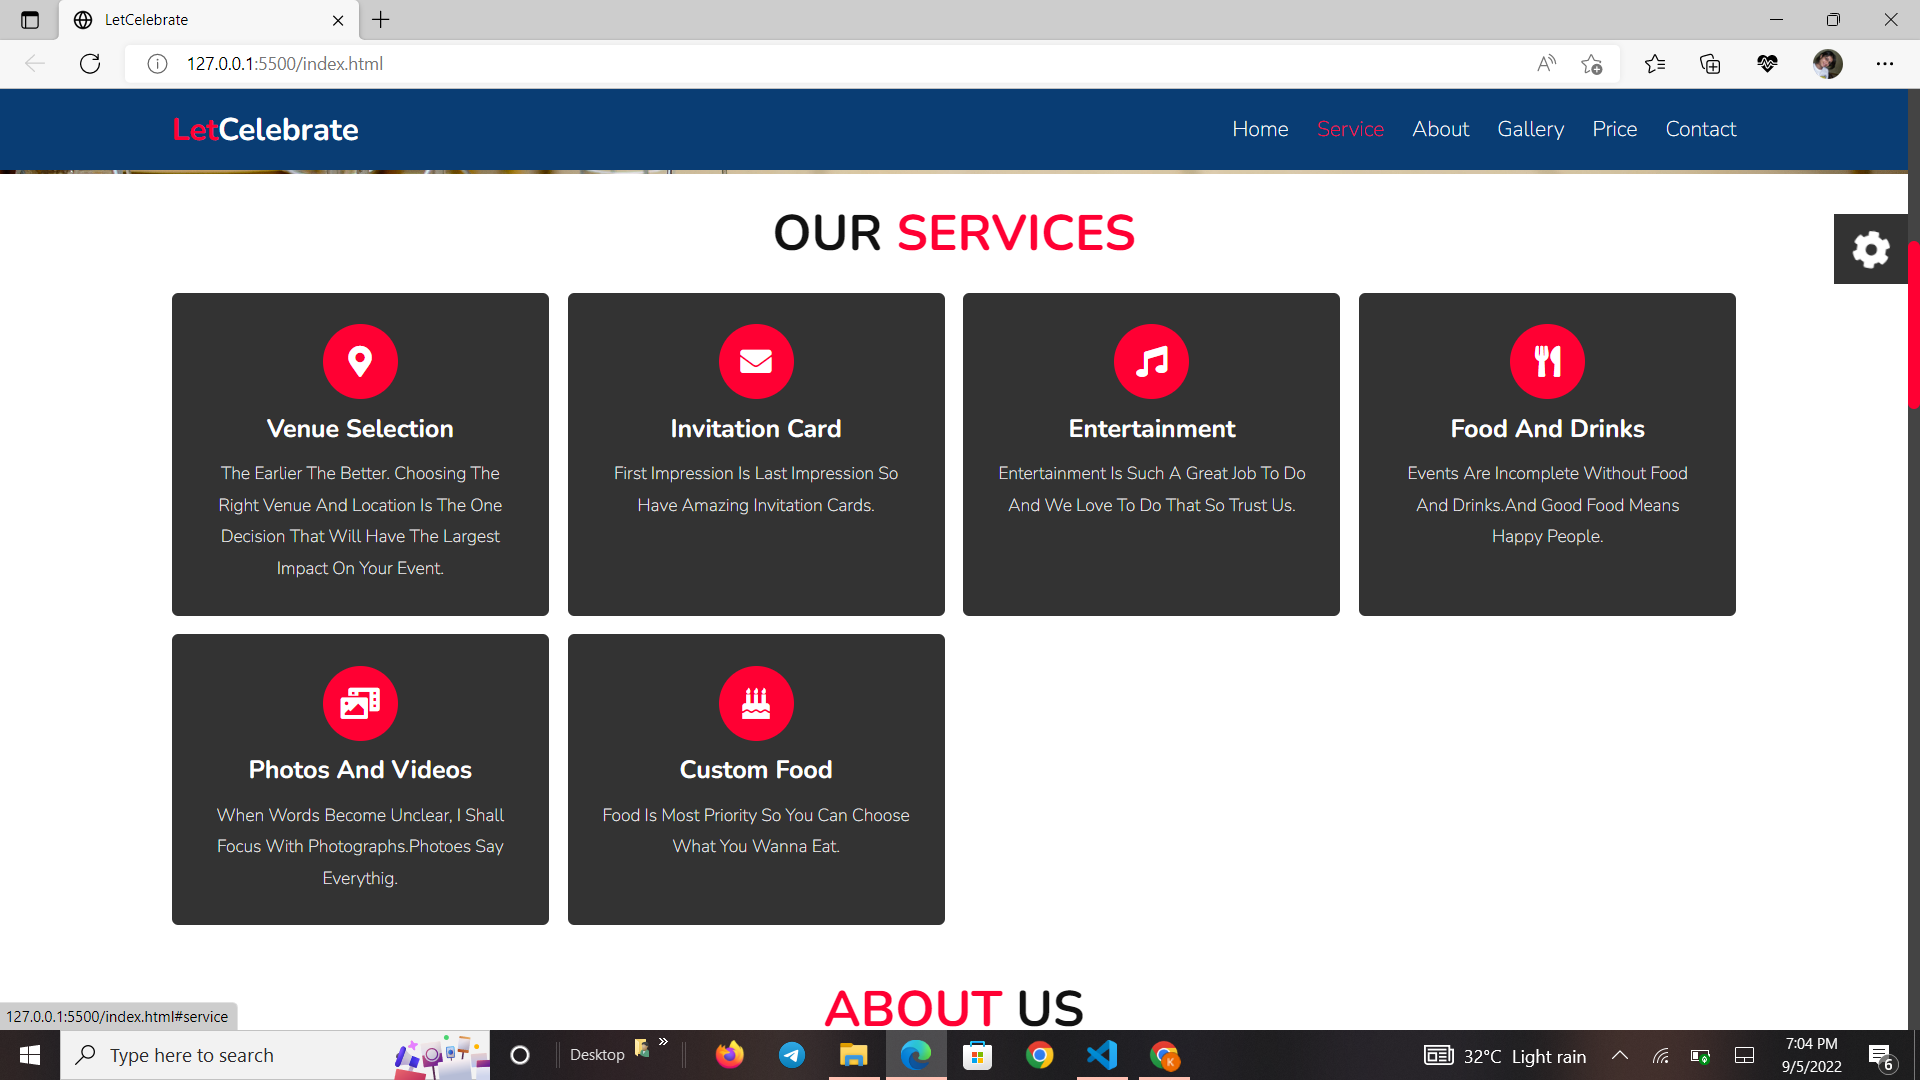 LetCelebrate
127.0.0.1:5500/index.html
LetCelebrate
Home Service About Gallery Price Contact
OUR SERVICES
Venue Selection
The Earlier The Better. Choosing The
Right Venue And Location Is The One
Decision That Will Have The Largest
Impact On Your Event.
Invitation Card
First Impression Is Last Impression So
Have Amazing Invitation Cards.
Entertainment
Entertainment Is Such A Great Job To Do
And We Love To Do That So Trust Us.
Food And Drinks
Events Are Incomplete Without Food
And Drinks.And Good Food Means
Happy People.
Photos And Videos
When Words Become Unclear, I Shall
Focus With Photographs.Photoes Say
Everythig.
Custom Food
Food Is Most Priority So You Can Choose
What You Wanna Eat.
ABOUT US
127.0.0.1:5500/index.html#service
Type here to search
Desktop
K
32°C Light rain
7:04 PM
9/5/2022
6